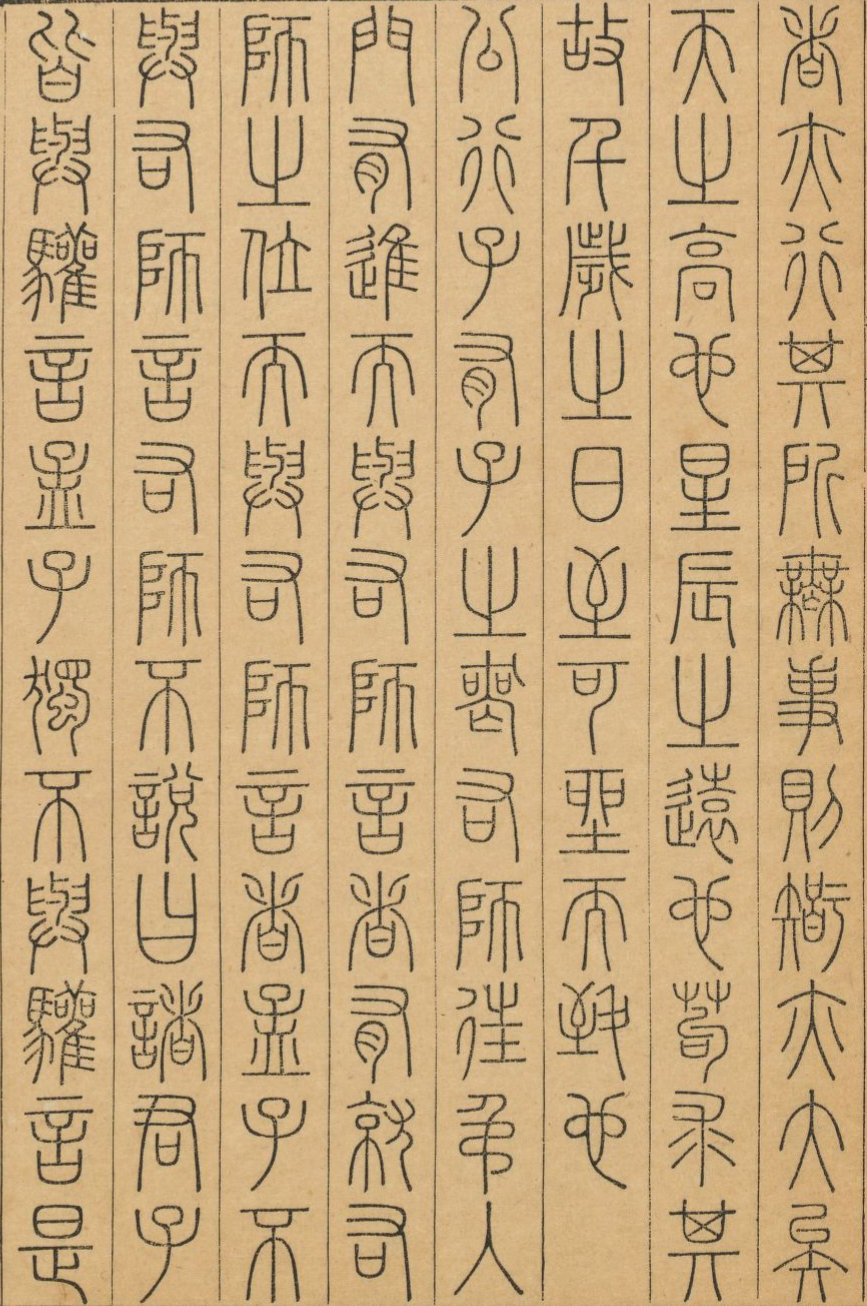 者亦行其所無事則智亦大矣
天之高也星辰之遠也苟求其
故千歲之日至可坐而致也
公行子有子之喪右師往弔入
門有進而與右師言者有就右
師之位而與右師言者孟子不
與右師言右師不說曰諸君子
皆與驩言孟子獨不與驩言是